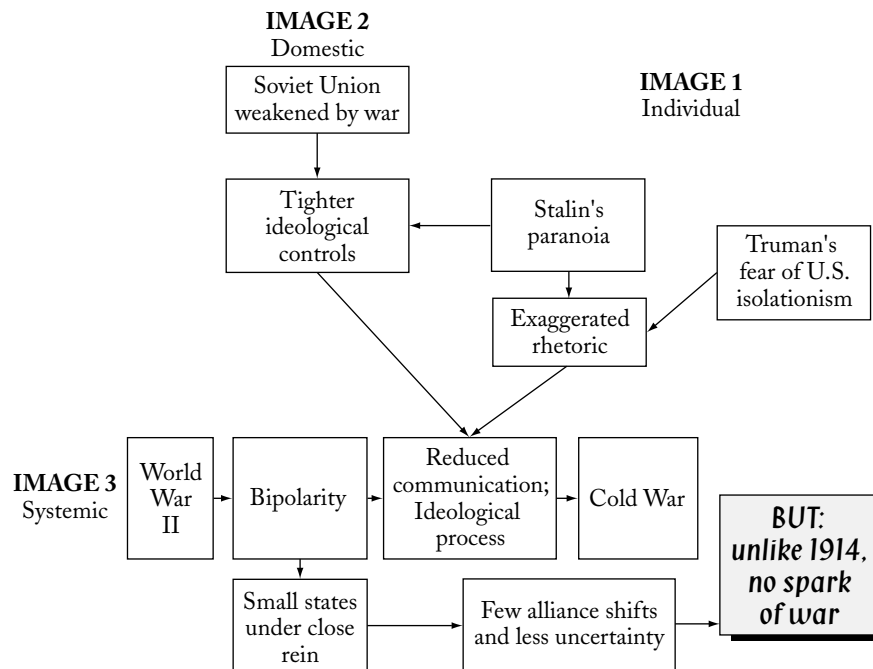 IMAGE 2
Domestic
Soviet Union
weakened by war
IMAGE 1
Individual
Tighter
ideological
controls
Stalin's
paranoia
Truman's
fear of U.S.
isolationism
Exaggerated
rhetoric
IMAGE 3
Systemic
World
War
II
Bipolarity
Reduced
communication;
Ideological
process
Cold War
BUT:
unlike 1914,
no spark
of war
Small states
under close
rein
Few alliance shifts
and less uncertainty